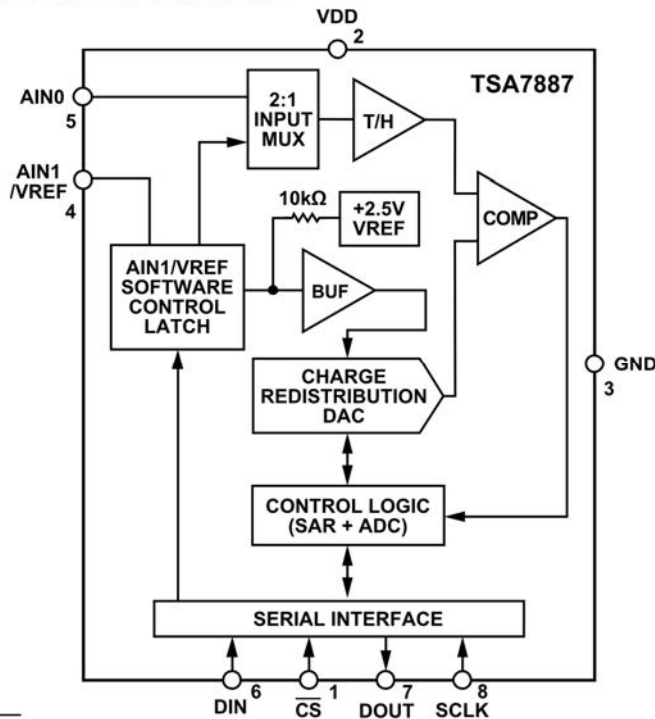 VDD
2
TSA7887
AIN0
5
2:1
INPUT
MUX
T/H
AIN1
/VREF
4
10kΩ
+2.5V
VREF
COMP
AIN1/VREF
SOFTWARE
CONTROL
LATCH
BUF
GND
3
CHARGE
REDISTRIBUTION
DAC
CONTROL LOGIC
(SAR + ADC)
SERIAL INTERFACE
DIN
6
C̅S̅
1
DOUT
7
SCLK
8